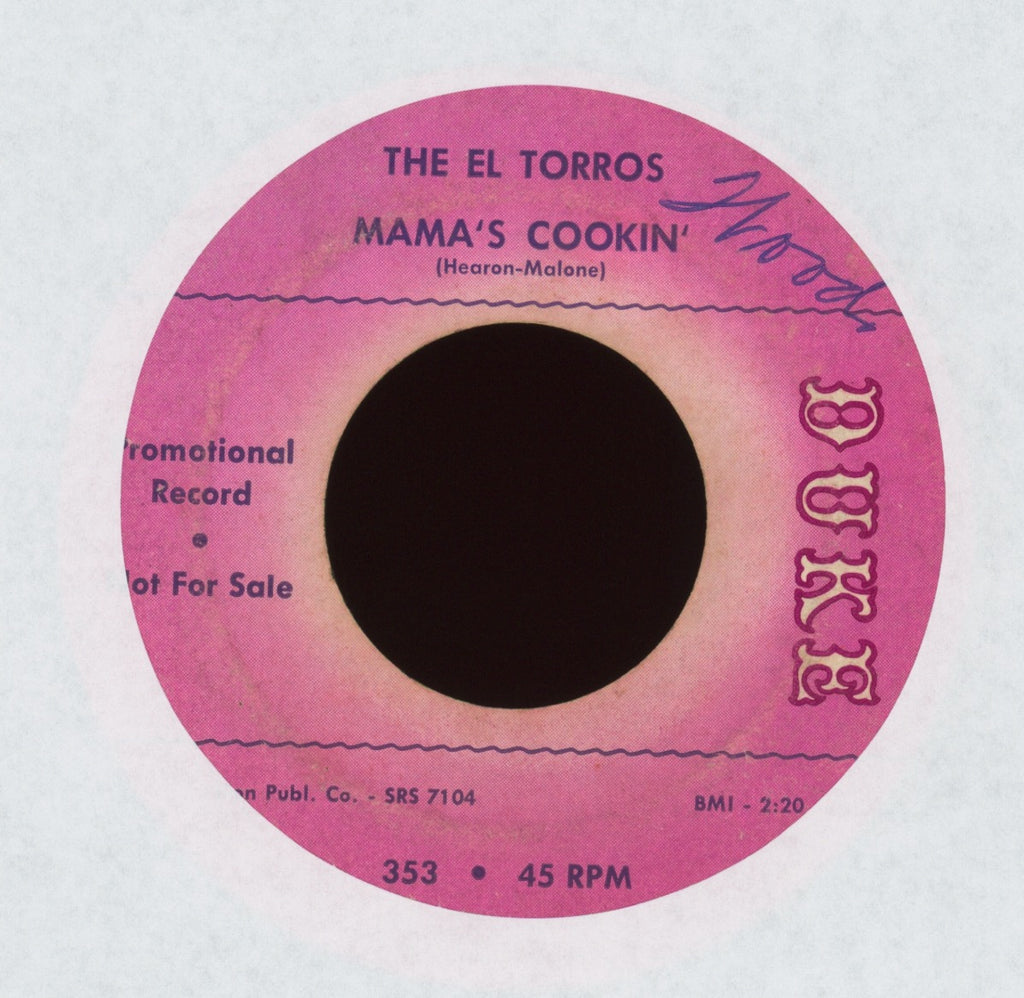 THE EL TORROS
MAMA'S COOKIN'
(Hearon-Malone)
DUKE
romotional
Record
•
ot For Sale
on Publ. Co. - SRS 7104
BMI - 2:20
353 • 45 RPM